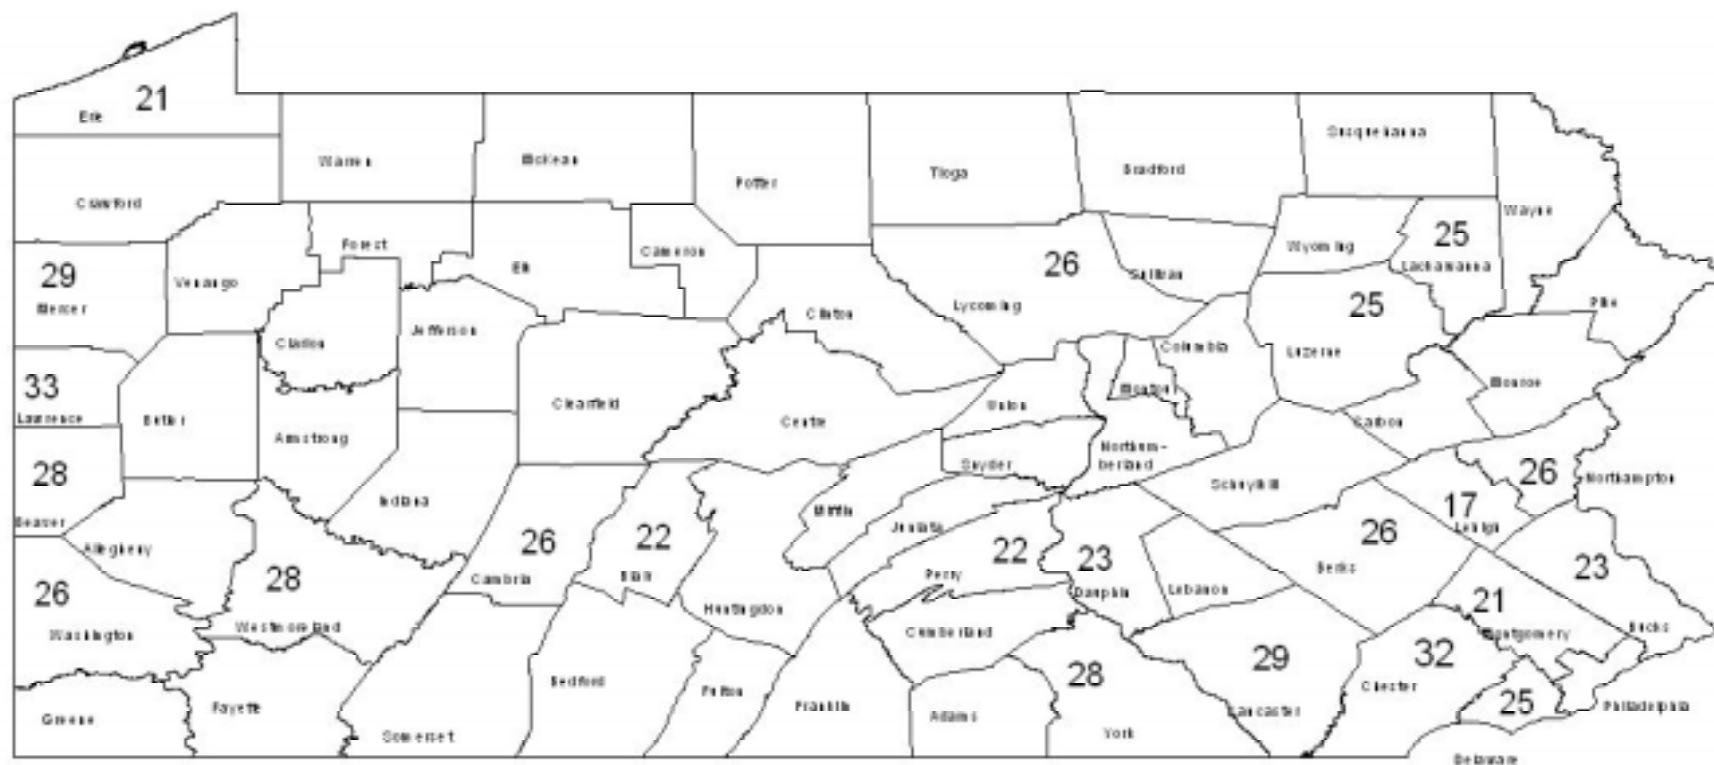 21
Erie
Warren
McKean
Potter
Tioga
Bradford
Susquehanna
Crawford
Wayne
Forest
Cameron
Wyoming
25
Lackawanna
29
Mercer
Venango
Elk
26
Sullivan
Lycoming
25
Pike
Clarion
Jefferson
Clinton
Columbia
Luzerne
33
Lawrence
Butler
Clearfield
Centre
Union
Montour
Monroe
Carbon
Armstrong
28
Beaver
Indiana
Snyder
Northum-
berland
Schuylkill
26
Northampton
17
Lehigh
Mifflin
Juniata
Allegheny
26
Cambria
22
Blair
22
Perry
23
Dauphin
Lebanon
26
Berks
23
Bucks
26
Washington
28
Westmoreland
Huntingdon
Cumberland
21
Montgomery
29
Lancaster
32
Chester
28
York
25
Philadelphia
Greene
Fayette
Somerset
Bedford
Fulton
Franklin
Adams
Delaware